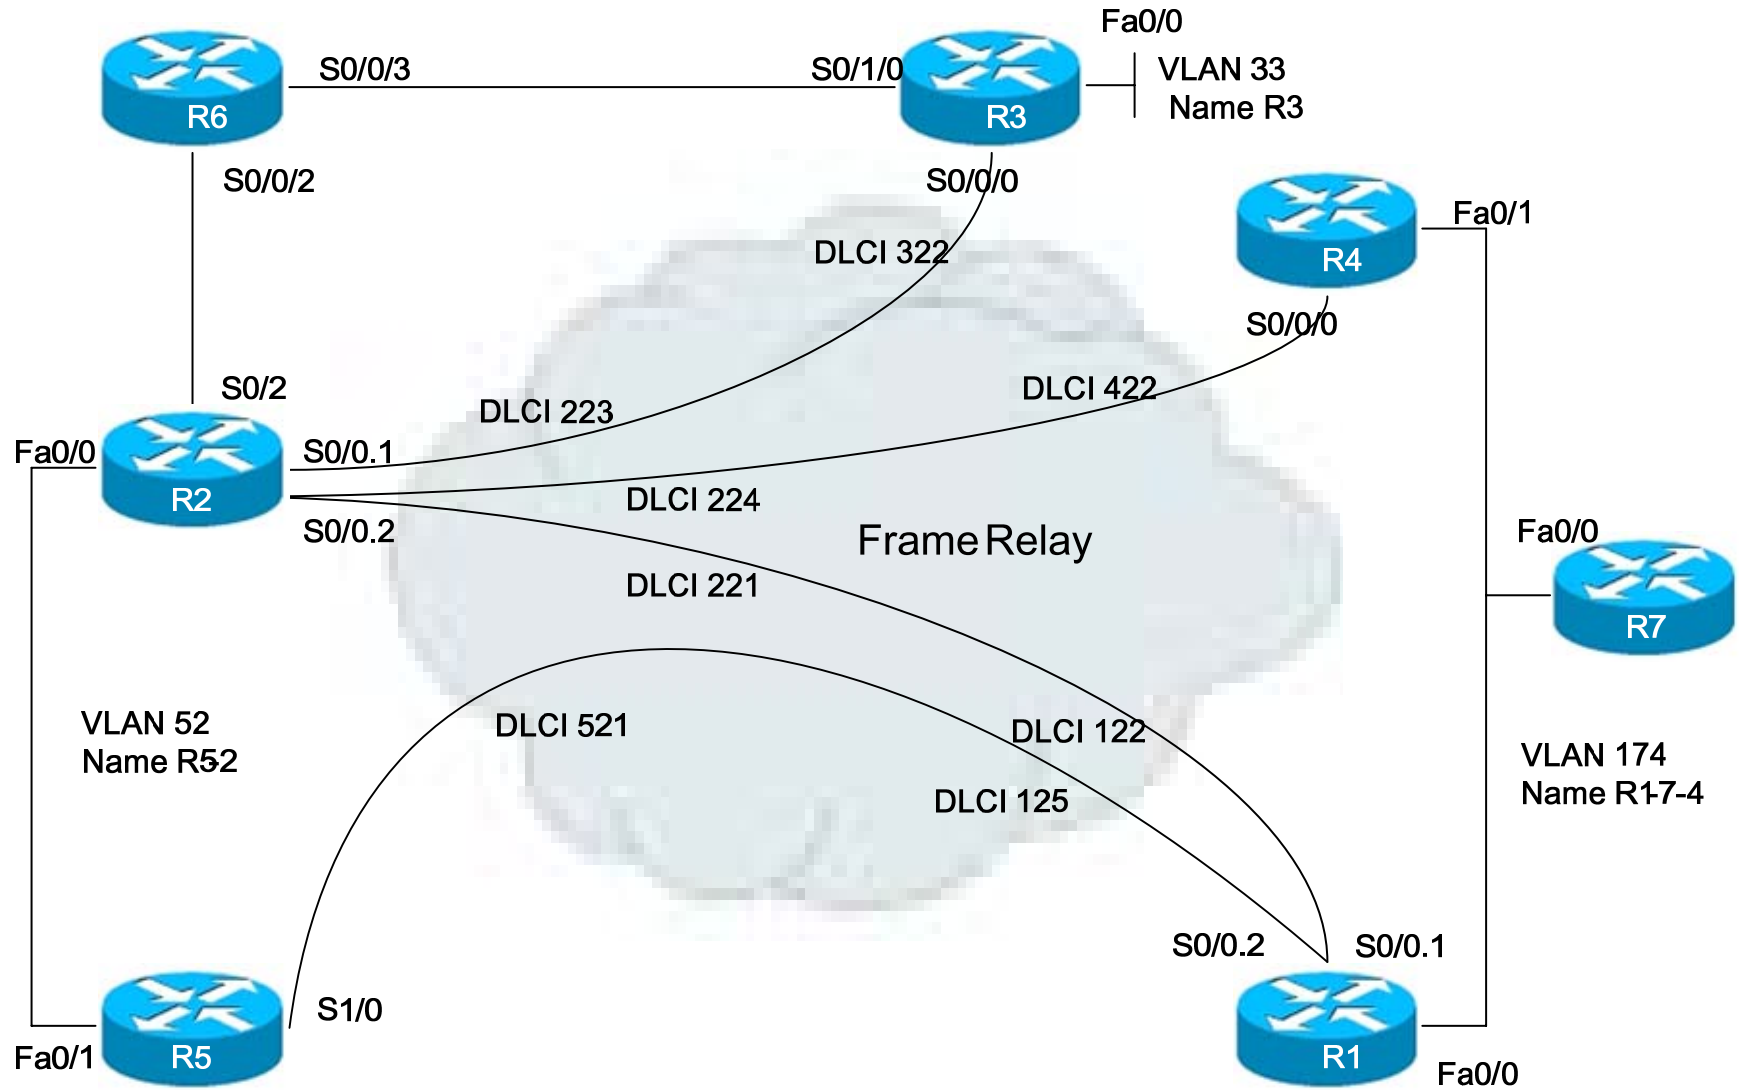 Fa0/0
S0/0/3
S0/1/0
VLAN 33
Name R3
R6
R3
S0/0/2
S0/0/0
Fa0/1
DLCI 322
R4
S0/0/0
S0/2
DLCI 422
DLCI 223
Fa0/0
S0/0.1
R2
DLCI 224
S0/0.2
Frame Relay
Fa0/0
DLCI 221
R7
VLAN 52
Name R5-2
DLCI 521
DLCI 122
VLAN 174
Name R1-7-4
DLCI 125
S0/0.2
S0/0.1
S1/0
R5
R1
Fa0/1
Fa0/0